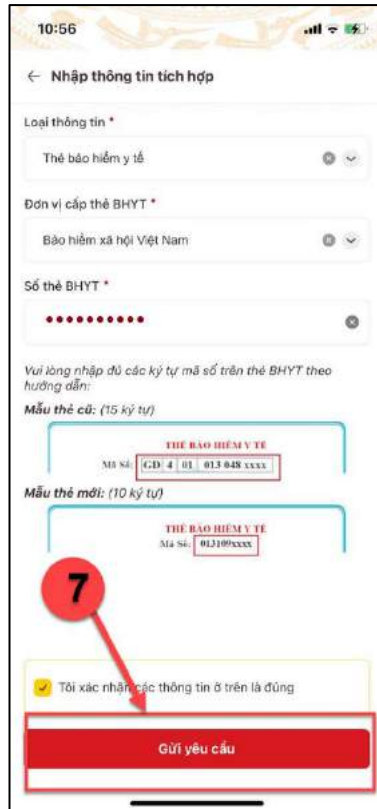 10:56
Nhập thông tin tích hợp
Loại thông tin *
Thẻ bảo hiểm y tế
Đơn vị cấp thẻ BHYT *
Bảo hiểm xã hội Việt Nam
Số thẻ BHYT *
Vui lòng nhập đủ các ký tự mã số trên thẻ BHYT theo
hướng dẫn:
Mẫu thẻ cũ: (15 ký tự)
THẺ BẢO HIỂM Y TẾ
Mã Số: GD 4 01 013 048 xxxx
Mẫu thẻ mới: (10 ký tự)
THẺ BẢO HIỂM Y TẾ
Mã Số: 013109xxxx
7
Tôi xác nhận các thông tin ở trên là đúng
Gửi yêu cầu